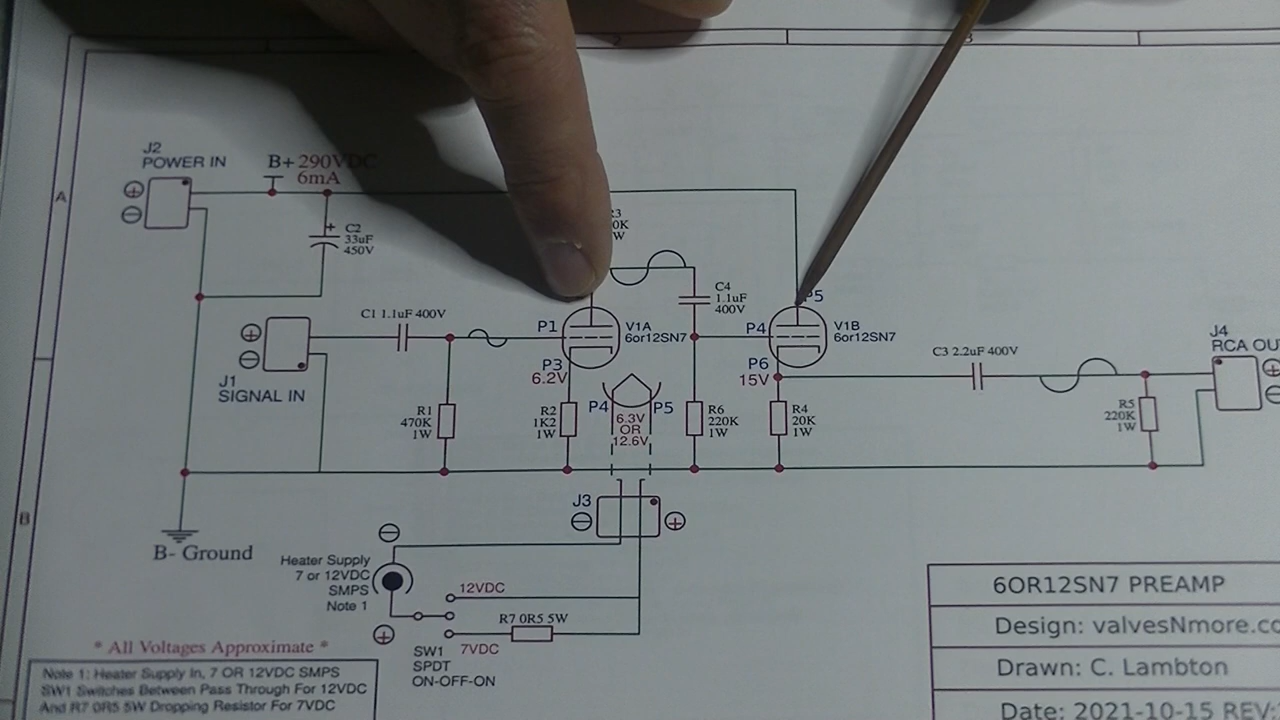 A
B
J2
POWER IN
B+ 290VDC
6mA
C2
33uF
450V
R3
C1 1.1uF 400V
J1
SIGNAL IN
P1
V1A
6or12SN7
P3
6.2V
R1
470K
1W
R2
1K2
1W
P4
P5
6.3V
OR
12.6V
C4
1.1uF
400V
P5
P4
V1B
6or12SN7
P6
15V
R6
220K
1W
R4
20K
1W
C3 2.2uF 400V
J4
RCA OU
R5
220K
1W
B- Ground
J3
Heater Supply
7 or 12VDC
SMPS
Note 1
12VDC
R7 0R5 5W
7VDC
SW1
SPDT
ON-OFF-ON
* All Voltages Approximate *
Note 1: Heater Supply In, 7 OR 12VDC SMPS
SW1 Switches Between Pass Through For 12VDC
And R7 0R5 5W Dropping Resistor For 7VDC
6OR12SN7 PREAMP
Design: valvesNmore.co
Drawn: C. Lambton
Date: 2021-10-15 REV: